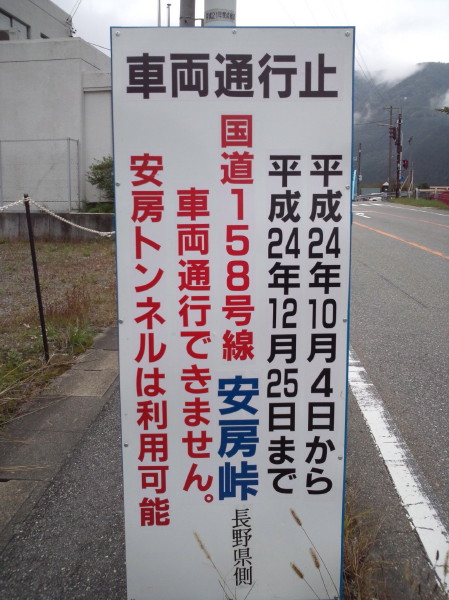 車両通行止
平成24年10月4日から
平成24年12月25日まで
国道158号線 安房峠 長野県側
車両通行できません。
安房トンネルは利用可能